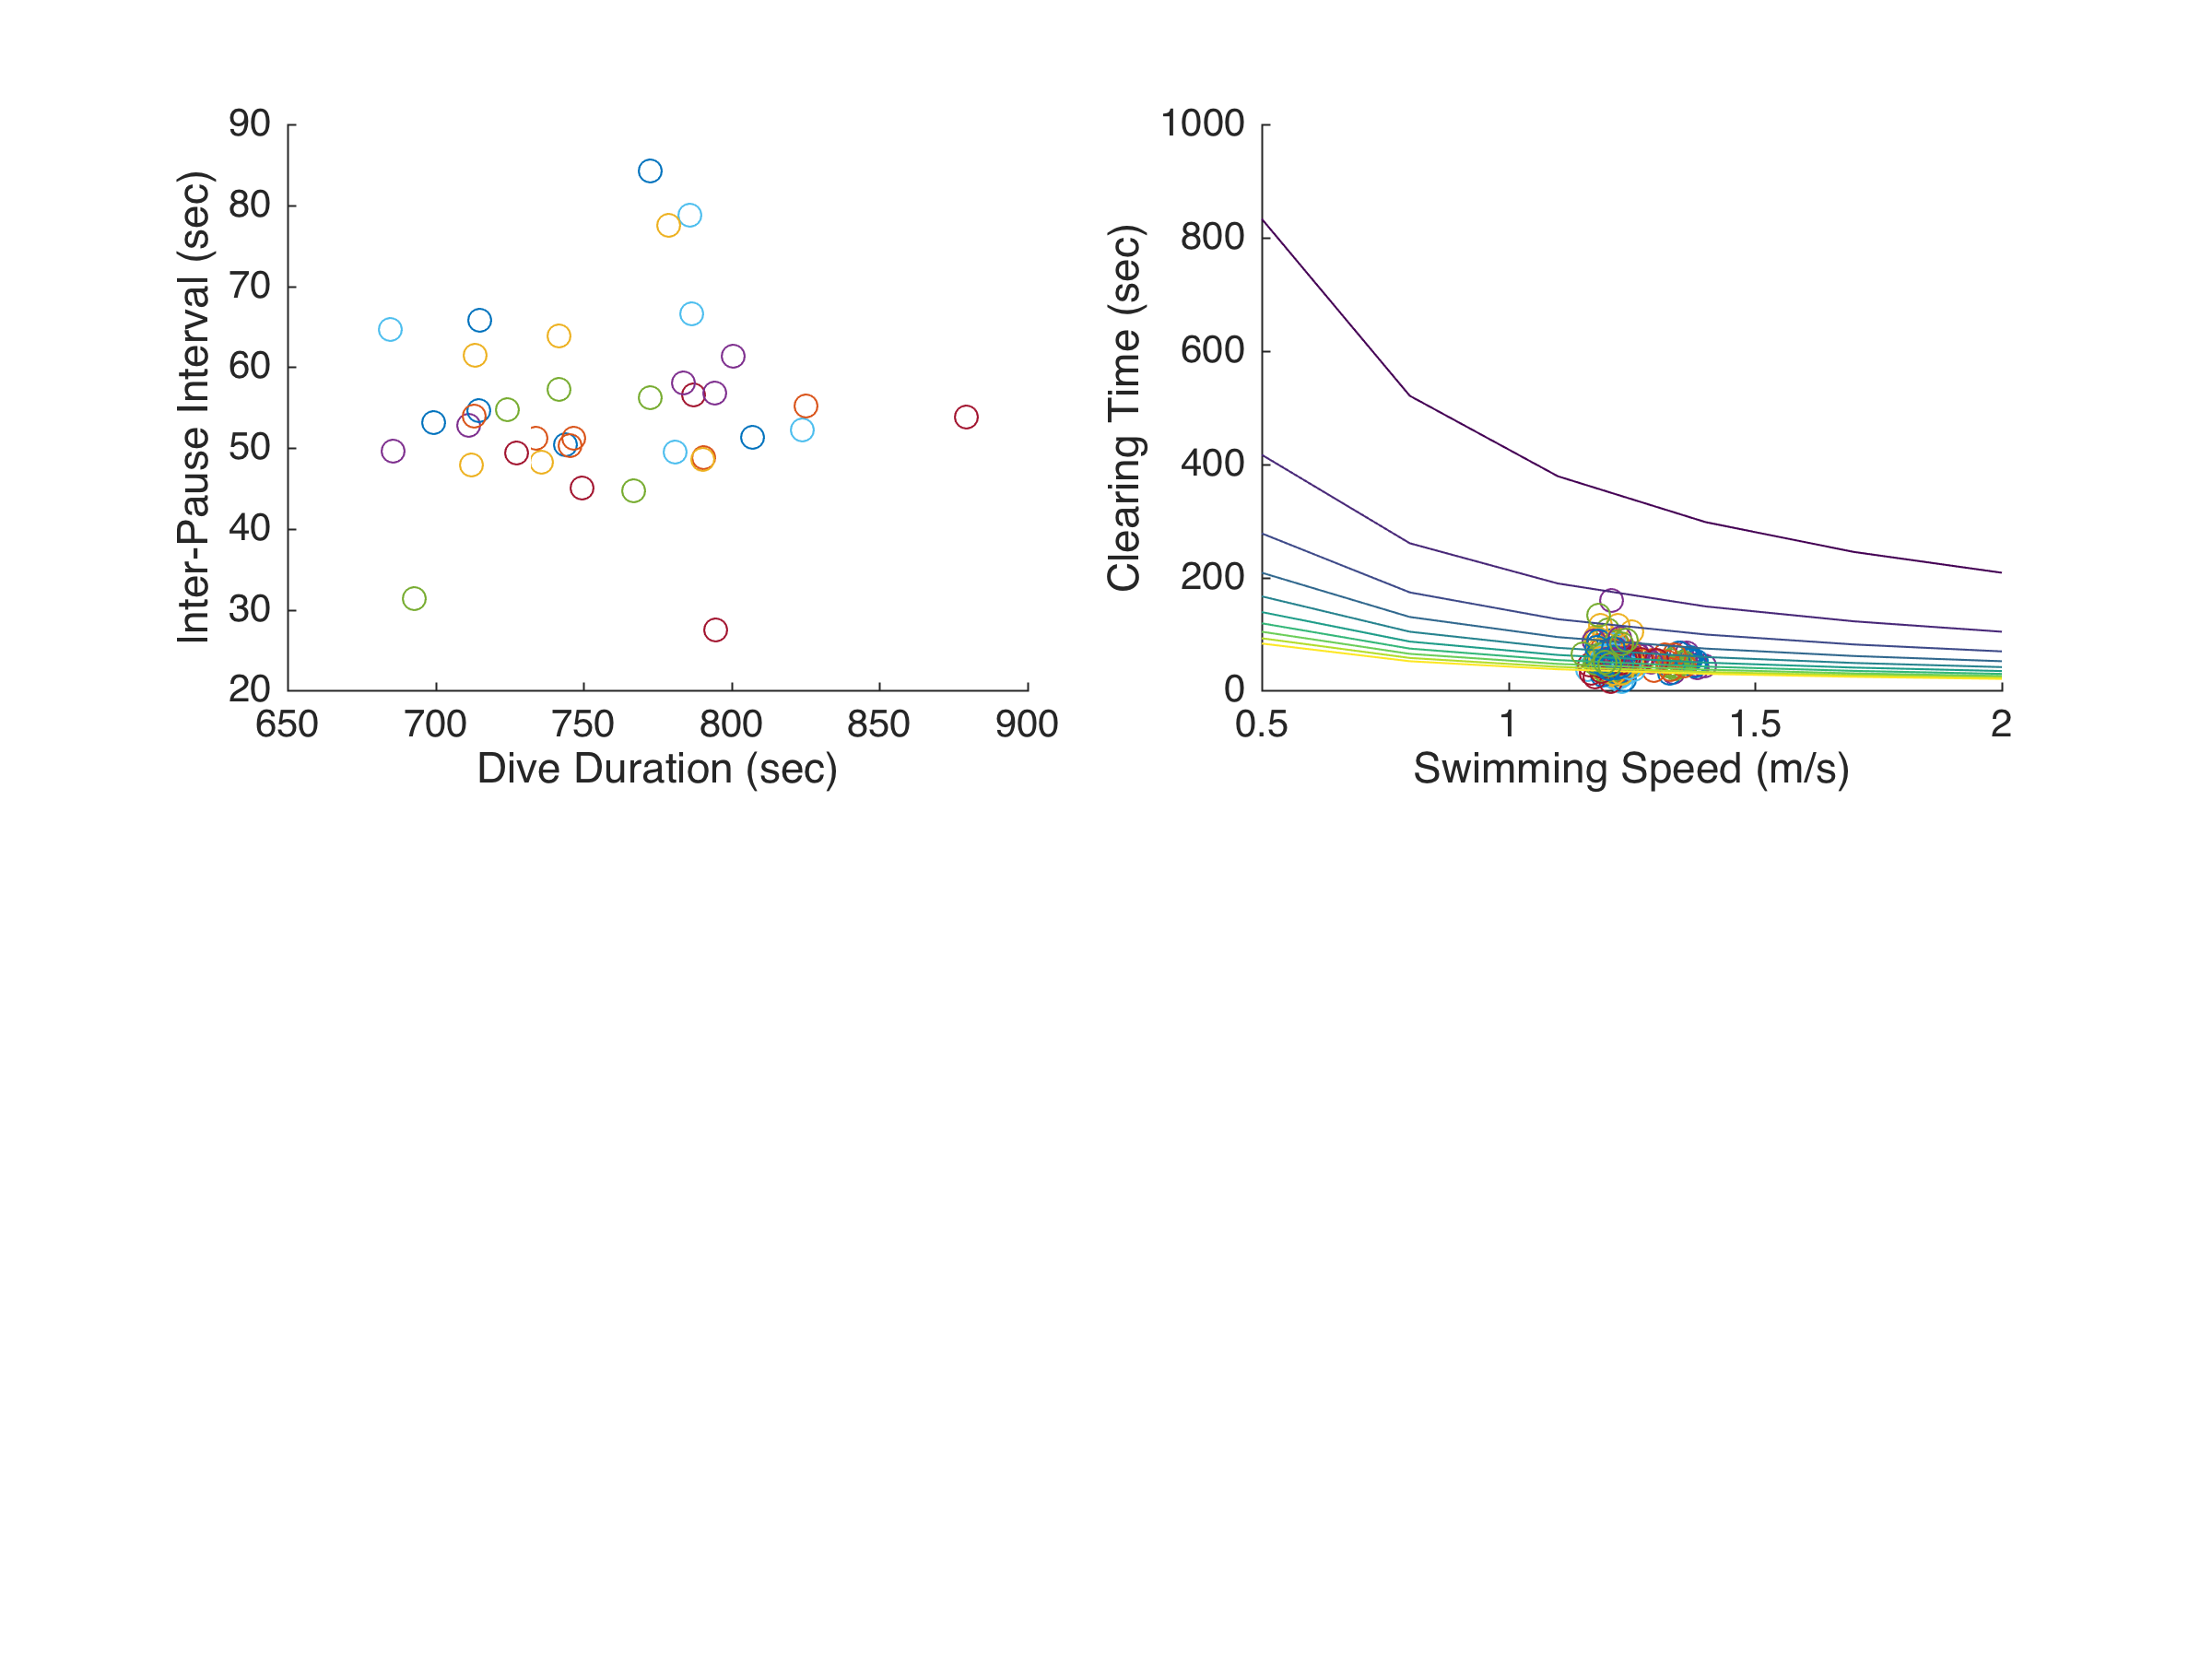 90
80
70
60
50
40
30
20
650 700 750 800 850 900
Inter-Pause Interval (sec)
Dive Duration (sec)
1000
800
600
400
200
0
0.5 1 1.5 2
Clearing Time (sec)
Swimming Speed (m/s)